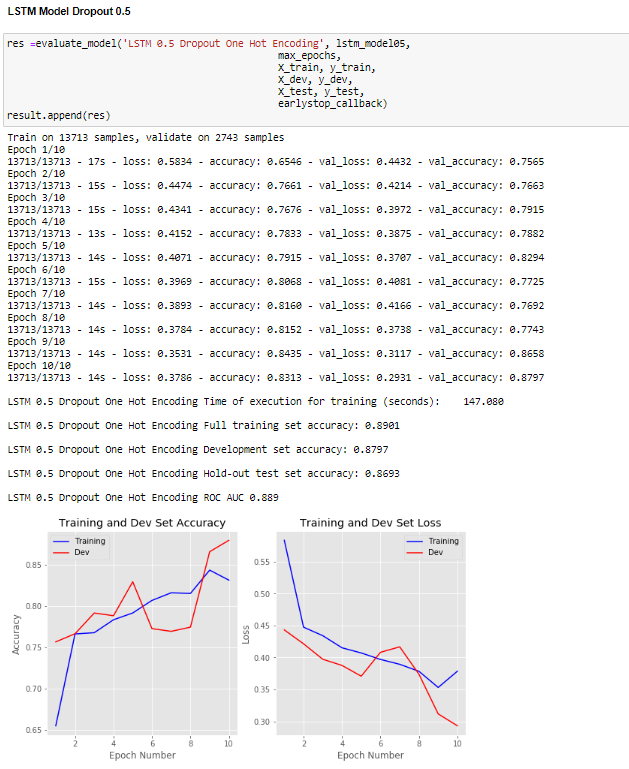 LSTM Model Dropout 0.5
res =evaluate_model('LSTM 0.5 Dropout One Hot Encoding', lstm_model05,
max_epochs,
X_train, y_train,
X_dev, y_dev,
X_test, y_test,
earlystop_callback)
result.append(res)
Train on 13713 samples, validate on 2743 samples
Epoch 1/10
13713/13713 - 17s - loss: 0.5834 - accuracy: 0.6546 - val_loss: 0.4432 - val_accuracy: 0.7565
Epoch 2/10
13713/13713 - 15s - loss: 0.4474 - accuracy: 0.7661 - val_loss: 0.4214 - val_accuracy: 0.7663
Epoch 3/10
13713/13713 - 15s - loss: 0.4341 - accuracy: 0.7676 - val_loss: 0.3972 - val_accuracy: 0.7915
Epoch 4/10
13713/13713 - 13s - loss: 0.4152 - accuracy: 0.7833 - val_loss: 0.3875 - val_accuracy: 0.7882
Epoch 5/10
13713/13713 - 14s - loss: 0.4071 - accuracy: 0.7915 - val_loss: 0.3707 - val_accuracy: 0.8294
Epoch 6/10
13713/13713 - 15s - loss: 0.3969 - accuracy: 0.8068 - val_loss: 0.4081 - val_accuracy: 0.7725
Epoch 7/10
13713/13713 - 14s - loss: 0.3893 - accuracy: 0.8160 - val_loss: 0.4166 - val_accuracy: 0.7692
Epoch 8/10
13713/13713 - 14s - loss: 0.3784 - accuracy: 0.8152 - val_loss: 0.3738 - val_accuracy: 0.7743
Epoch 9/10
13713/13713 - 14s - loss: 0.3531 - accuracy: 0.8435 - val_loss: 0.3117 - val_accuracy: 0.8658
Epoch 10/10
13713/13713 - 14s - loss: 0.3786 - accuracy: 0.8313 - val_loss: 0.2931 - val_accuracy: 0.8797
LSTM 0.5 Dropout One Hot Encoding Time of execution for training (seconds): 147.080
LSTM 0.5 Dropout One Hot Encoding Full training set accuracy: 0.8901
LSTM 0.5 Dropout One Hot Encoding Development set accuracy: 0.8797
LSTM 0.5 Dropout One Hot Encoding Hold-out test set accuracy: 0.8693
LSTM 0.5 Dropout One Hot Encoding ROC AUC 0.889
Training and Dev Set Accuracy
Training
Dev
0.85
0.80
0.75
0.70
0.65
Accuracy
2 4 6 8 10
Epoch Number
Training and Dev Set Loss
Training
Dev
0.55
0.50
0.45
0.40
0.35
0.30
Loss
2 4 6 8 10
Epoch Number